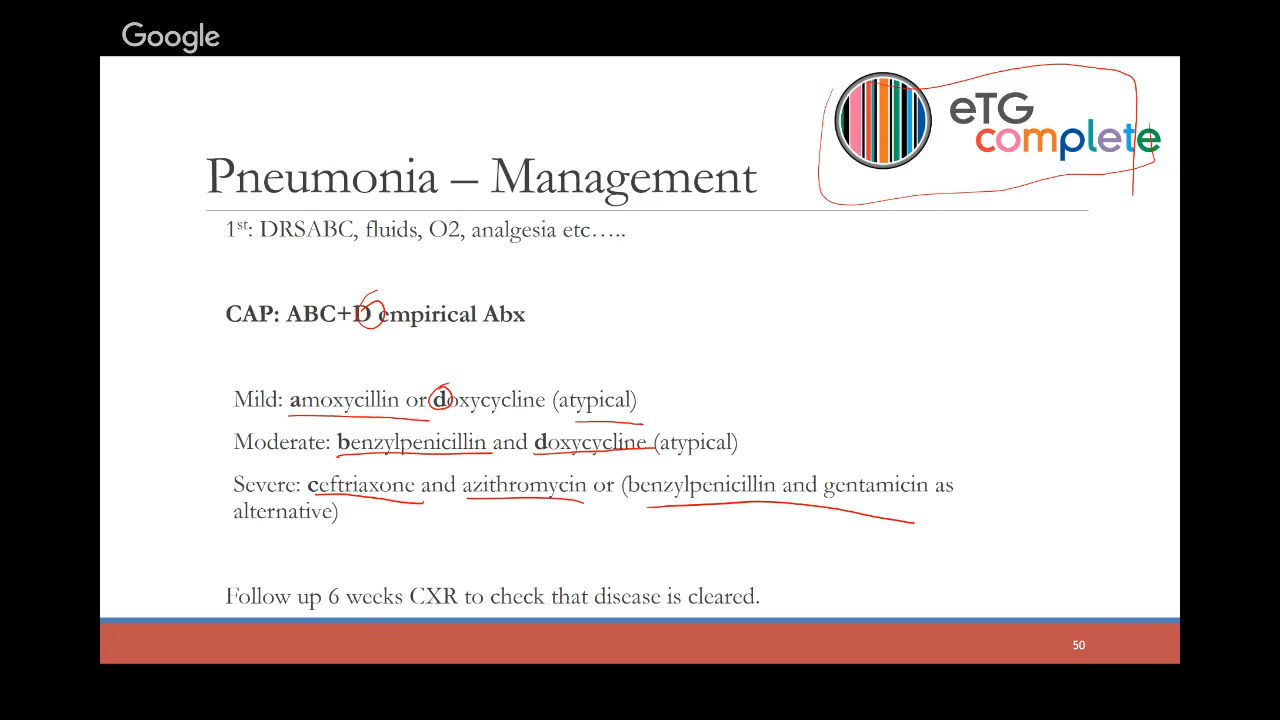 Google
eTG
complete
Pneumonia – Management
1st: DRSABC, fluids, O2, analgesia etc…..
CAP: ABC+D empirical Abx
Mild: amoxycillin or doxycycline (atypical)
Moderate: benzylpenicillin and doxycycline (atypical)
Severe: ceftriaxone and azithromycin or (benzylpenicillin and gentamicin as
alternative)
Follow up 6 weeks CXR to check that disease is cleared.
50